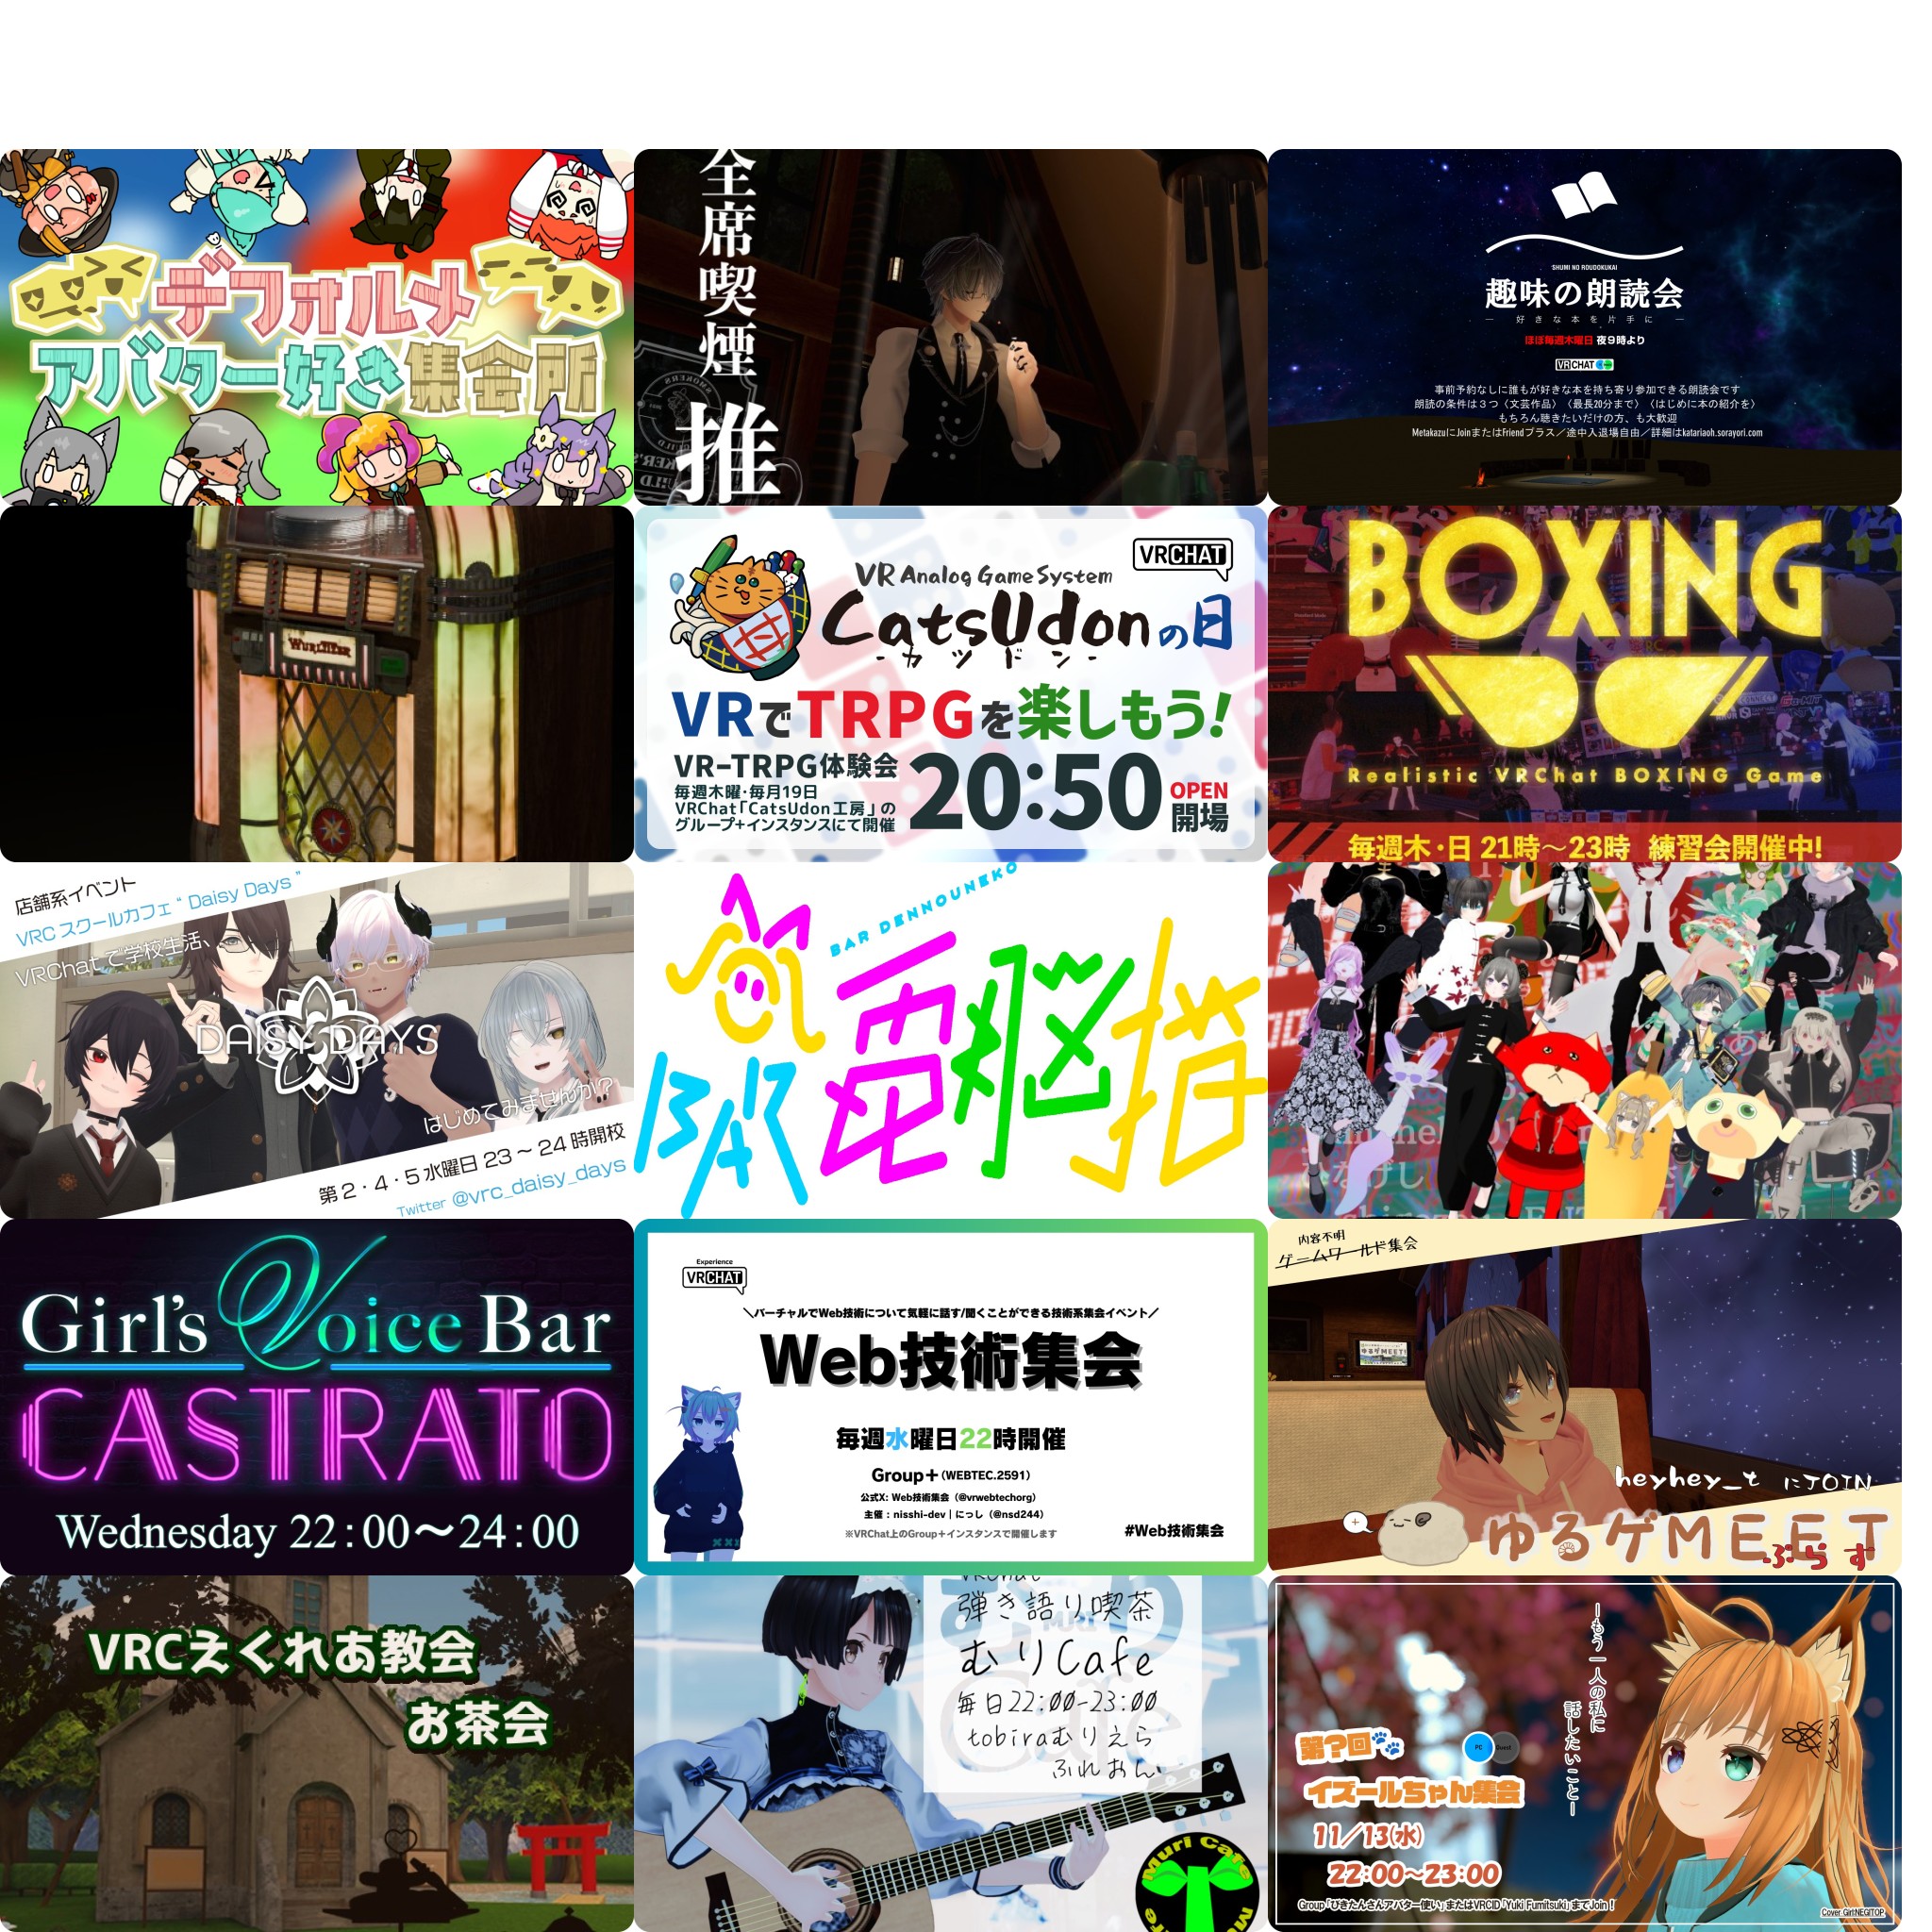 デフォルメ
アバター好き集会所
全席喫煙
推
SHUMI NO ROUDOKUKAI
趣味の朗読会
― 好きな本を片手に ―
ほぼ毎週木曜日 夜9時より
VRCHAT
事前予約なしに誰もが好きな本を持ち寄り参加できる朗読会です
朗読の条件は３つ〈文芸作品〉〈最長20分まで〉〈はじめに本の紹介を〉
もちろん聴きたいだけの方、も大歓迎
MetakazuにJoinまたはFriendプラス／途中入退場自由／詳細はkatariaoh.sorayori.com
WURLITZER
VRCHAT
VR Analog Game System
CatsUdonの日
-カツドン-
VRでTRPGを楽しもう!
VR-TRPG体験会
毎週木曜・毎月19日
VRChat「CatsUdon工房」の
グループ+インスタンスにて開催
20:50
OPEN
開場
BOXING
Realistic VRChat BOXING Game
毎週木・日 21時～23時 練習会開催中!
店舗系イベント
VRC スクールカフェ “ Daisy Days ”
VRChat で学校生活、
DAISY DAYS
はじめてみませんか?
第 2・4・5 水曜日 23 ～ 24 時開校
Twitter @vrc_daisy_days
BAR DENNOUNEKO
BAR 電脳猫
Girl's Voice Bar
CASTRATO
Wednesday 22:00～24:00
Experience
VRCHAT
＼バーチャルでWeb技術について気軽に話す/聞くことができる技術系集会イベント／
Web技術集会
毎週水曜日22時開催
Group+(WEBTEC.2591)
公式X: Web技術集会（@vrwebtechorg）
主催：nisshi-dev｜にっし（@nsd244）
※VRChat上のGroup+インスタンスで開催します
#Web技術集会
内容不明
ゲームワールド集会
ゆるゲMEET!
heyhey_t にJOIN
ゆるゲMEET
ぷらす
VRCえくれあ教会
お茶会
VRChat
弾き語り喫茶
むりCafe
毎日22:00-23:00
tobiraむりえら
ふれおん
Muri Cafe
―もう一人の私に
話したいこと―
第?回
PC
Quest
イズールちゃん集会
11/13(水)
22:00～23:00
Group「ぴきたんさんアバター使い」またはVRCID「Yuki Fumitsuki」までJoin！
Cover GirlNEGITOP